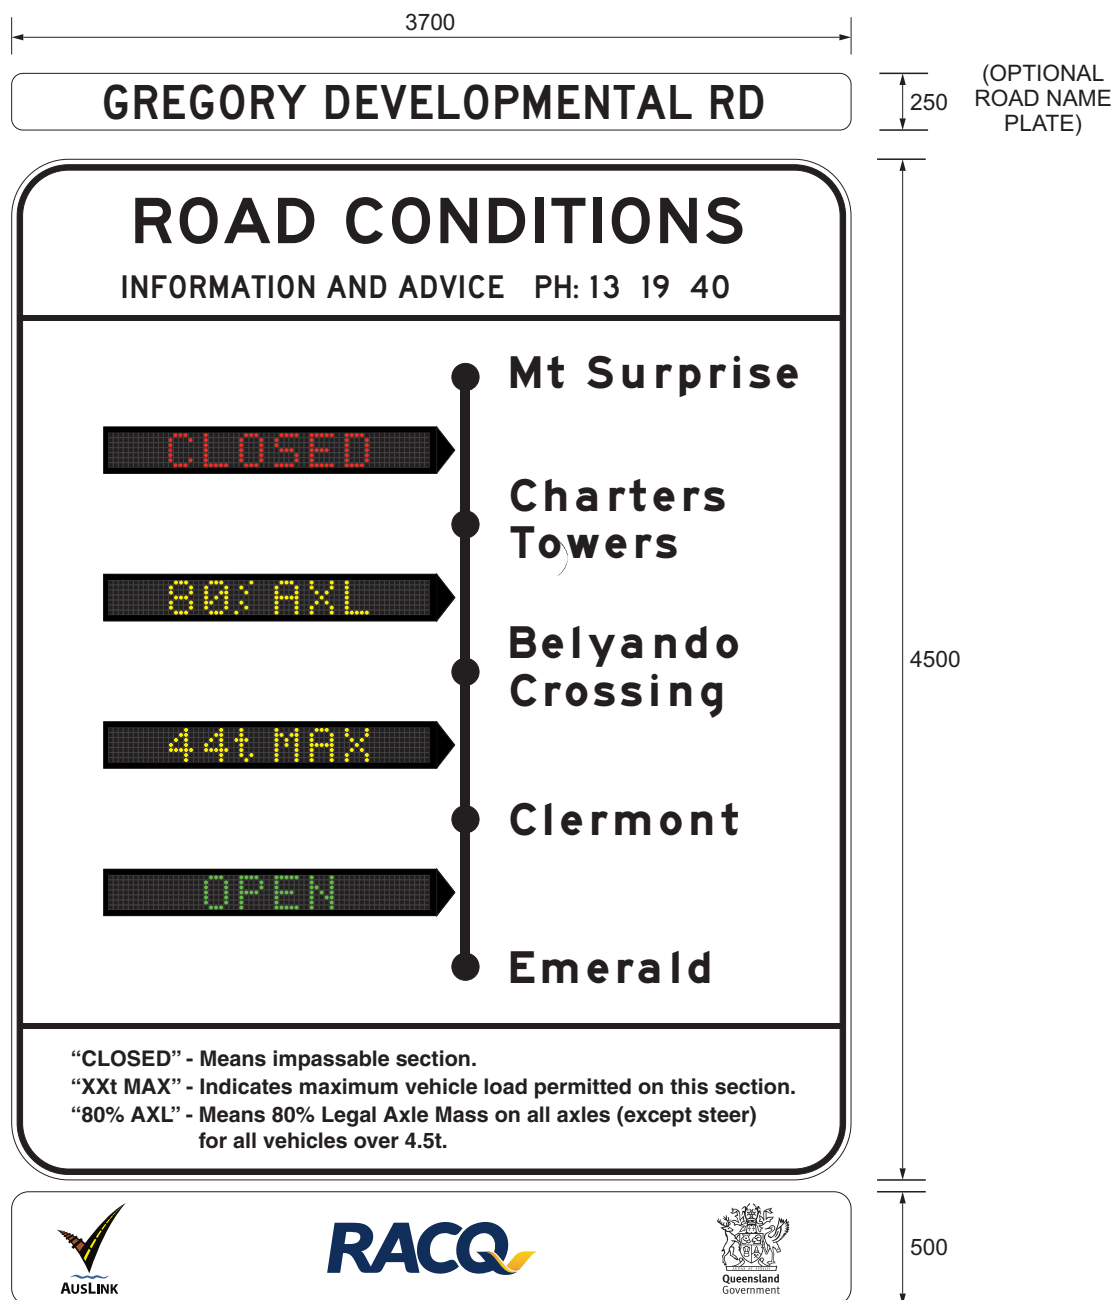 3700
GREGORY DEVELOPMENTAL RD
250
(OPTIONAL
ROAD NAME
PLATE)
ROAD CONDITIONS
INFORMATION AND ADVICE PH: 13 19 40
Mt Surprise
CLOSED
Charters
Towers
80% AXL
Belyando
Crossing
4500
44t MAX
Clermont
OPEN
Emerald
“CLOSED” - Means impassable section.
“XXt MAX” - Indicates maximum vehicle load permitted on this section.
“80% AXL” - Means 80% Legal Axle Mass on all axles (except steer)
for all vehicles over 4.5t.
AUSLINK
RACQ
Queensland
Government
500